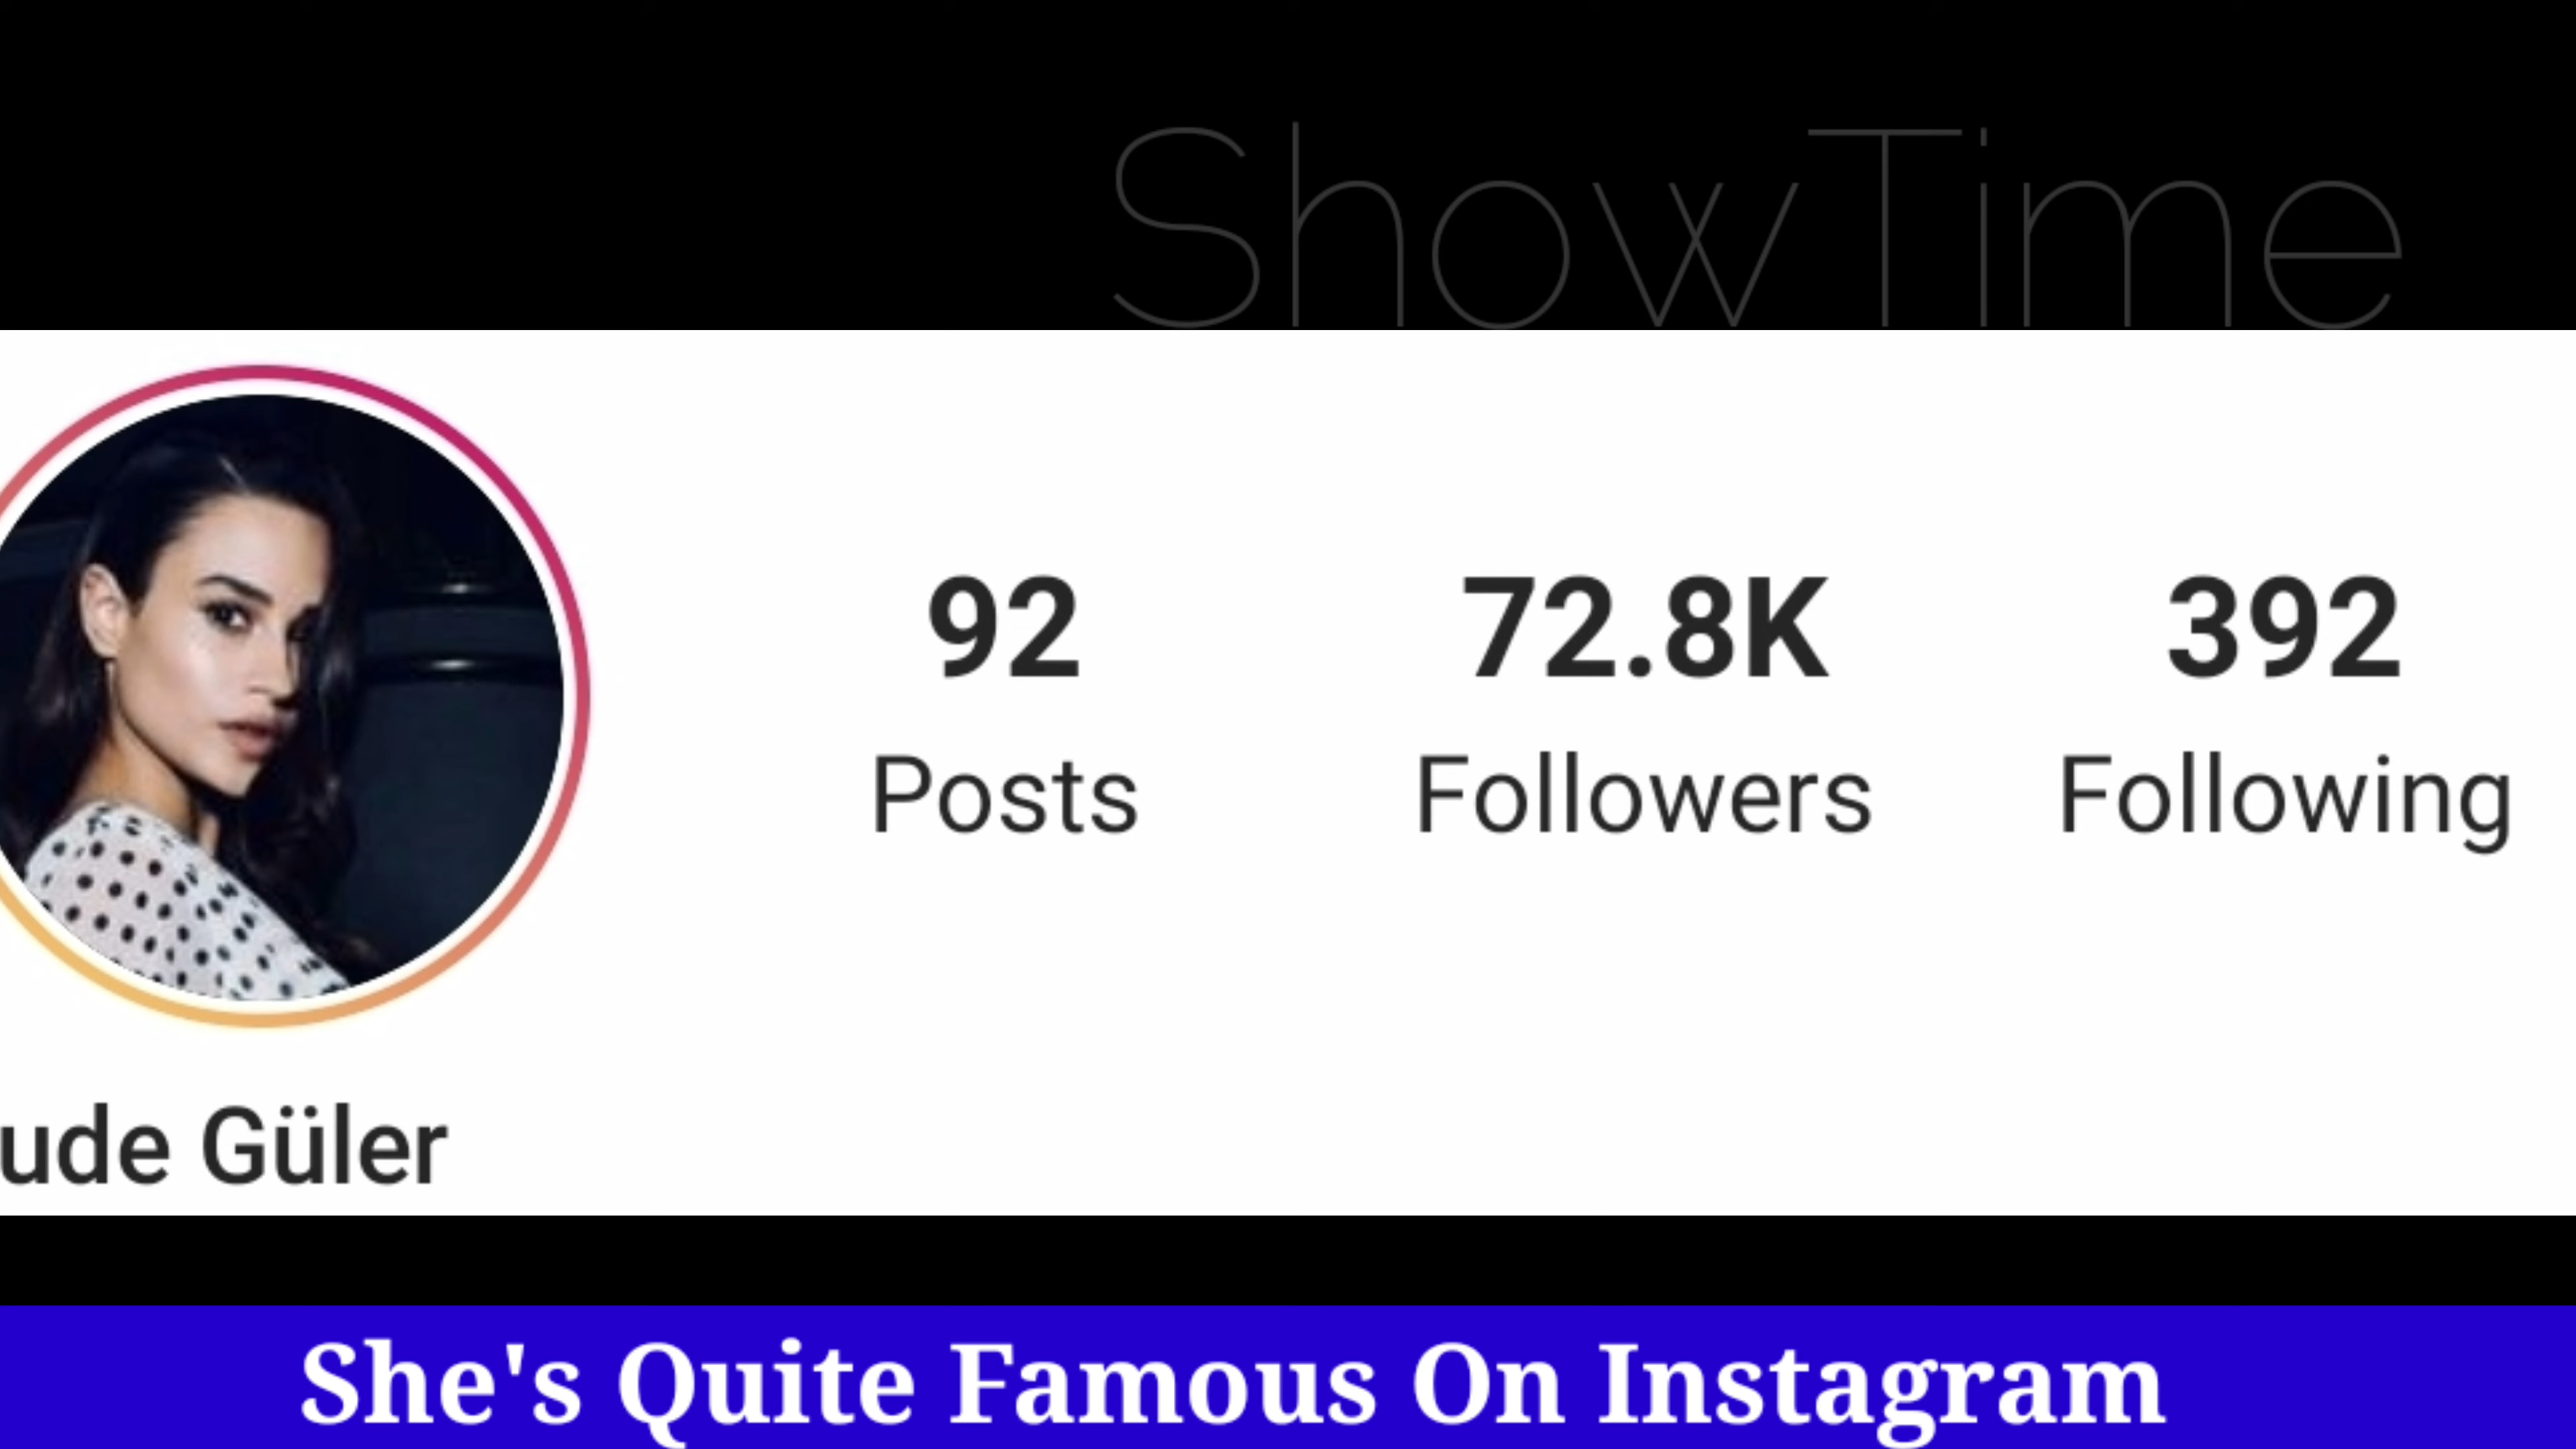 ShowTime
92 72.8K 392
Posts Followers Following
ude Güler
She's Quite Famous On Instagram